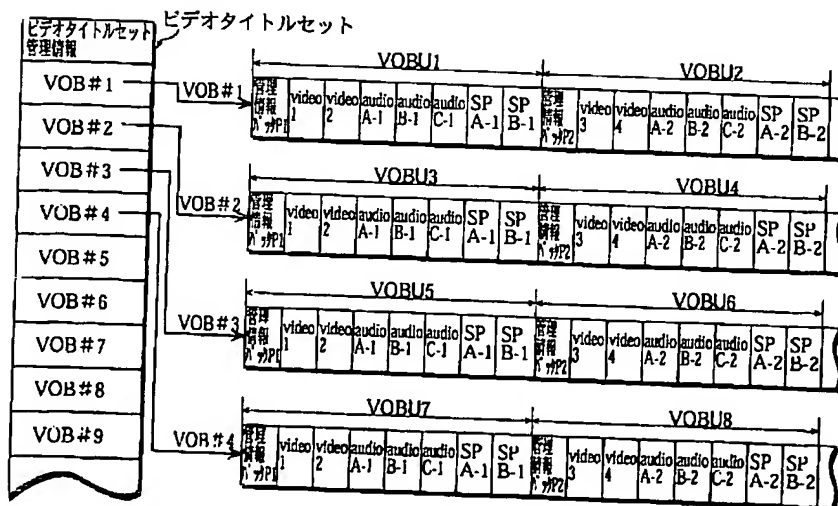 ビデオタイトルセット
管理情報
ビデオタイトルセット
VOB#1
VOB#2
VOB#3
VOB#4
VOB#5
VOB#6
VOB#7
VOB#8
VOB#9
VOBU1
VOBU2
VOB#1
管理情報パックP1
video 1
video 2
audio A-1
audio B-1
audio C-1
SP A-1
SP B-1
管理情報パックP2
video 3
video 4
audio A-2
audio B-2
audio C-2
SP A-2
SP B-2
VOBU3
VOBU4
VOB#2
管理情報パックP1
video 1
video 2
audio A-1
audio B-1
audio C-1
SP A-1
SP B-1
管理情報パックP2
video 3
video 4
audio A-2
audio B-2
audio C-2
SP A-2
SP B-2
VOBU5
VOBU6
VOB#3
管理情報パックP1
video 1
video 2
audio A-1
audio B-1
audio C-1
SP A-1
SP B-1
管理情報パックP2
video 3
video 4
audio A-2
audio B-2
audio C-2
SP A-2
SP B-2
VOBU7
VOBU8
VOB#4
管理情報パックP1
video 1
video 2
audio A-1
audio B-1
audio C-1
SP A-1
SP B-1
管理情報パックP2
video 3
video 4
audio A-2
audio B-2
audio C-2
SP A-2
SP B-2